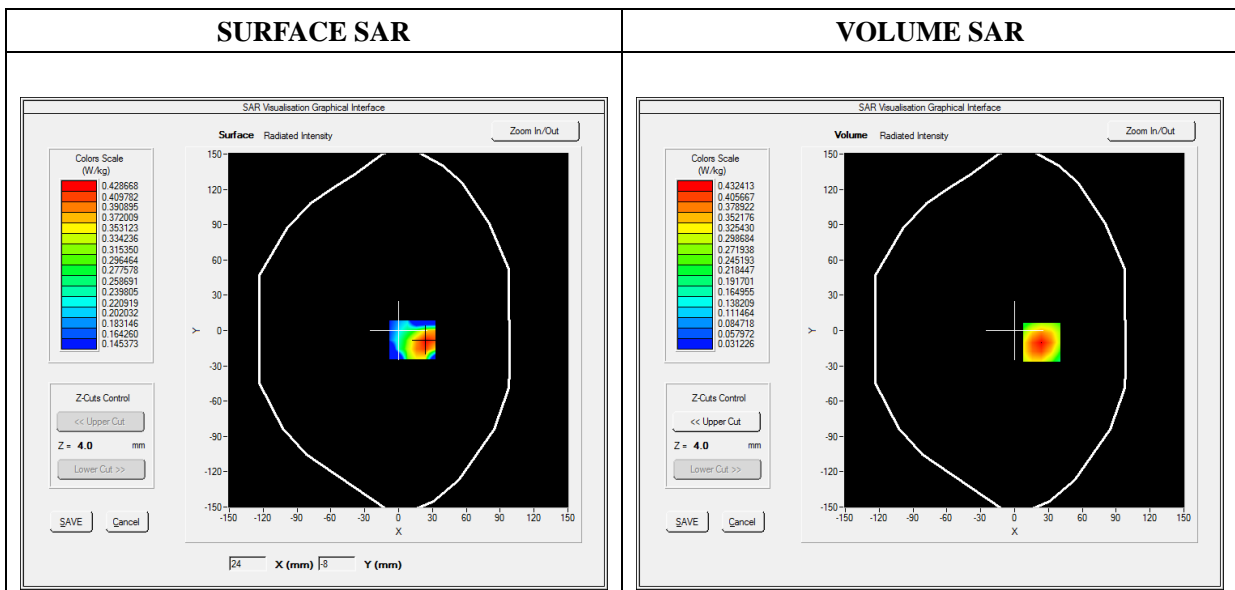 SURFACE SAR
VOLUME SAR
SAR Visualisation Graphical Interface
Surface Radiated Intensity
Zoom In/Out
Colors Scale
(W/kg)
0.428668
0.409782
0.390895
0.372009
0.353123
0.334236
0.315350
0.296464
0.277578
0.258691
0.239805
0.220919
0.202032
0.183146
0.164260
0.145373
Z-Cuts Control
<< Upper Cut
Z = 4.0 mm
Lower Cut >>
SAVE Cancel
150
120
90
60
30
0
-30
-60
-90
-120
-150
Y
-150 -120 -90 -60 -30 0 30 60 90 120 150
X
24 X (mm) -8 Y (mm)
SAR Visualisation Graphical Interface
Volume Radiated Intensity
Zoom In/Out
Colors Scale
(W/kg)
0.432413
0.405667
0.378922
0.352176
0.325430
0.298684
0.271938
0.245193
0.218447
0.191701
0.164955
0.138209
0.111464
0.084718
0.057972
0.031226
Z-Cuts Control
<< Upper Cut
Z = 4.0 mm
Lower Cut >>
SAVE Cancel
150
120
90
60
30
0
-30
-60
-90
-120
-150
Y
-150 -120 -90 -60 -30 0 30 60 90 120 150
X